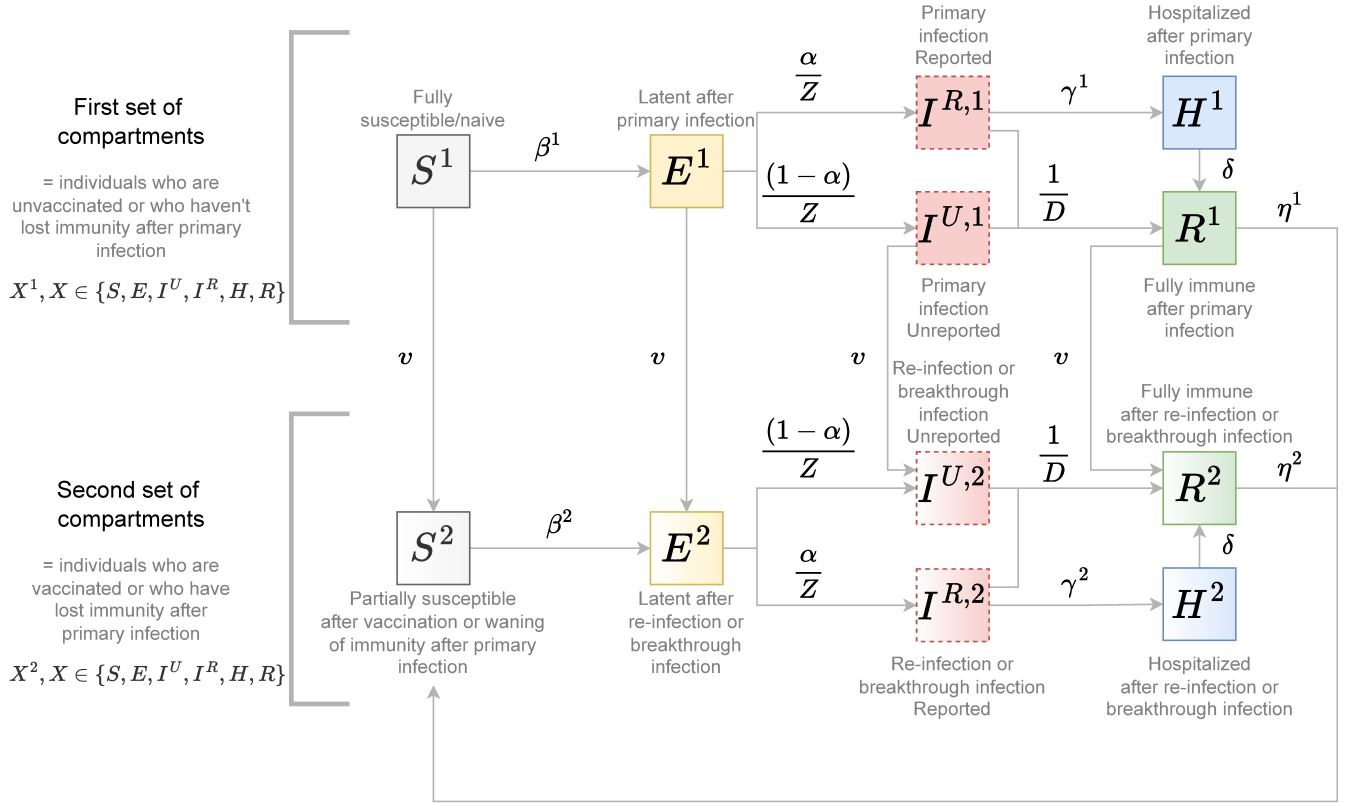 First set of
compartments
= individuals who are
unvaccinated or who haven't
lost immunity after primary
infection
X^1, X ∈ {S, E, I^U, I^R, H, R}
Fully
susceptible/naive
S^1
β^1
Latent after
primary infection
E^1
α/Z
(1 − α)/Z
Primary
infection
Reported
I^{R,1}
γ^1
Hospitalized
after primary
infection
H^1
δ
I^{U,1}
1/D
R^1
η^1
Primary
infection
Unreported
Fully immune
after primary
infection
v
v
v
v
Second set of
compartments
= individuals who are
vaccinated or who have
lost immunity after
primary infection
X^2, X ∈ {S, E, I^U, I^R, H, R}
S^2
Partially susceptible
after vaccination or waning
of immunity after primary
infection
β^2
E^2
Latent after
re-infection or
breakthrough
infection
(1 − α)/Z
α/Z
Re-infection or
breakthrough
infection
Unreported
I^{U,2}
1/D
Fully immune
after re-infection or
breakthrough infection
R^2
η^2
δ
I^{R,2}
γ^2
H^2
Re-infection or
breakthrough infection
Reported
Hospitalized
after re-infection or
breakthrough infection